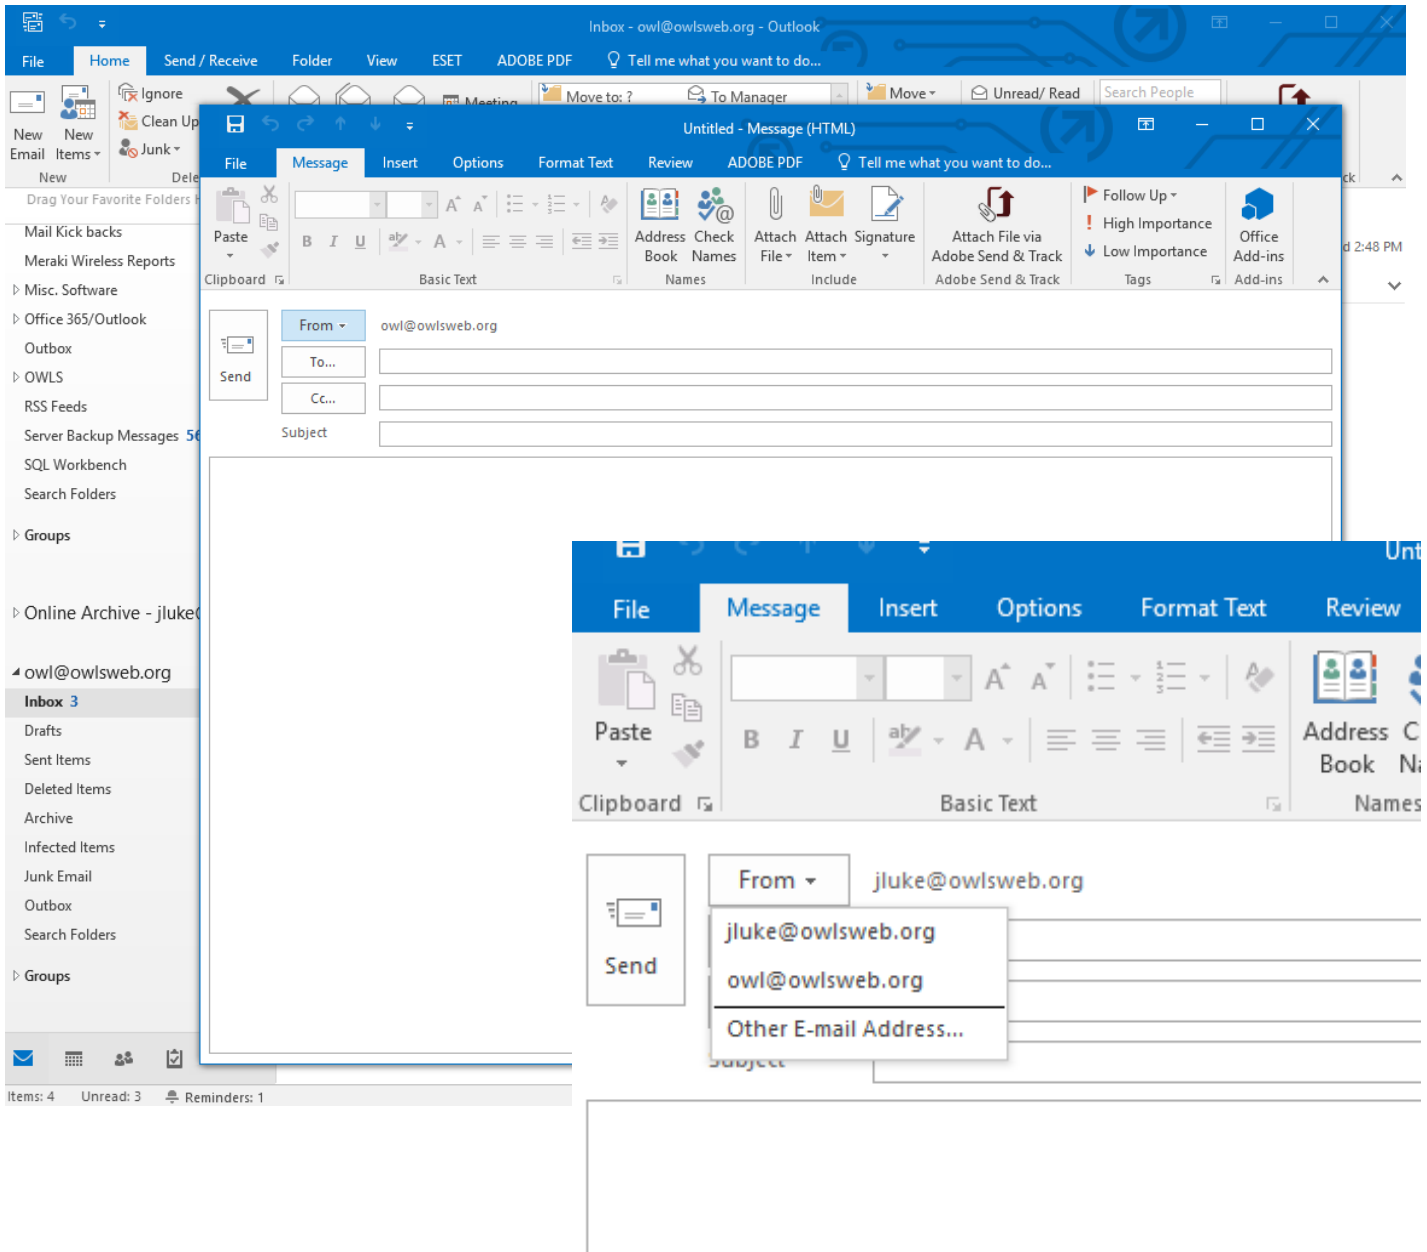 Inbox - owl@owlsweb.org - Outlook
File Home Send / Receive Folder View ESET ADOBE PDF Tell me what you want to do...
Ignore
Clean Up
Junk
New Email
New Items
New
Dele
Meeting
Move to: ?
To Manager
Move
Unread/ Read
Search People
ck
Drag Your Favorite Folders H
Mail Kick backs
Meraki Wireless Reports
Misc. Software
Office 365/Outlook
Outbox
OWLS
RSS Feeds
Server Backup Messages 56
SQL Workbench
Search Folders
Groups
Online Archive - jluke@
owl@owlsweb.org
Inbox 3
Drafts
Sent Items
Deleted Items
Archive
Infected Items
Junk Email
Outbox
Search Folders
Groups
Items: 4 Unread: 3 Reminders: 1
d 2:48 PM
Untitled - Message (HTML)
File Message Insert Options Format Text Review ADOBE PDF Tell me what you want to do...
Paste
Clipboard
B I U
aby A
A A
Basic Text
Address Book
Check Names
Names
Attach File
Attach Item
Signature
Include
Attach File via Adobe Send & Track
Adobe Send & Track
Follow Up
High Importance
Low Importance
Tags
Office Add-ins
Add-ins
Send
From owl@owlsweb.org
To...
Cc...
Subject
Unt
File Message Insert Options Format Text Review
Paste
Clipboard
A A
B I U
aby A
Basic Text
Address Book
C
Na
Names
Send
From jluke@owlsweb.org
jluke@owlsweb.org
owl@owlsweb.org
Other E-mail Address...
Subject